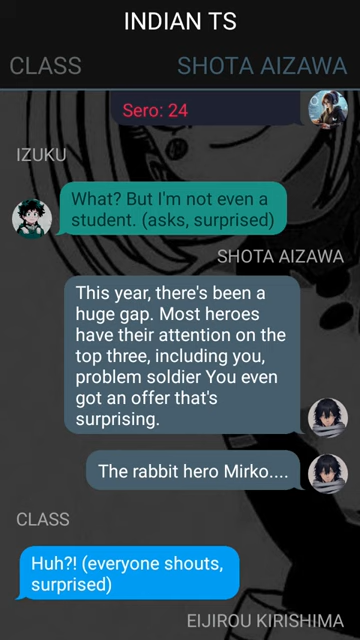 INDIAN TS
CLASS
SHOTA AIZAWA
Sero: 24
IZUKU
What? But I'm not even a
student. (asks, surprised)
SHOTA AIZAWA
This year, there's been a
huge gap. Most heroes
have their attention on the
top three, including you,
problem soldier You even
got an offer that's
surprising.
The rabbit hero Mirko....
CLASS
Huh?! (everyone shouts,
surprised)
EIJIROU KIRISHIMA